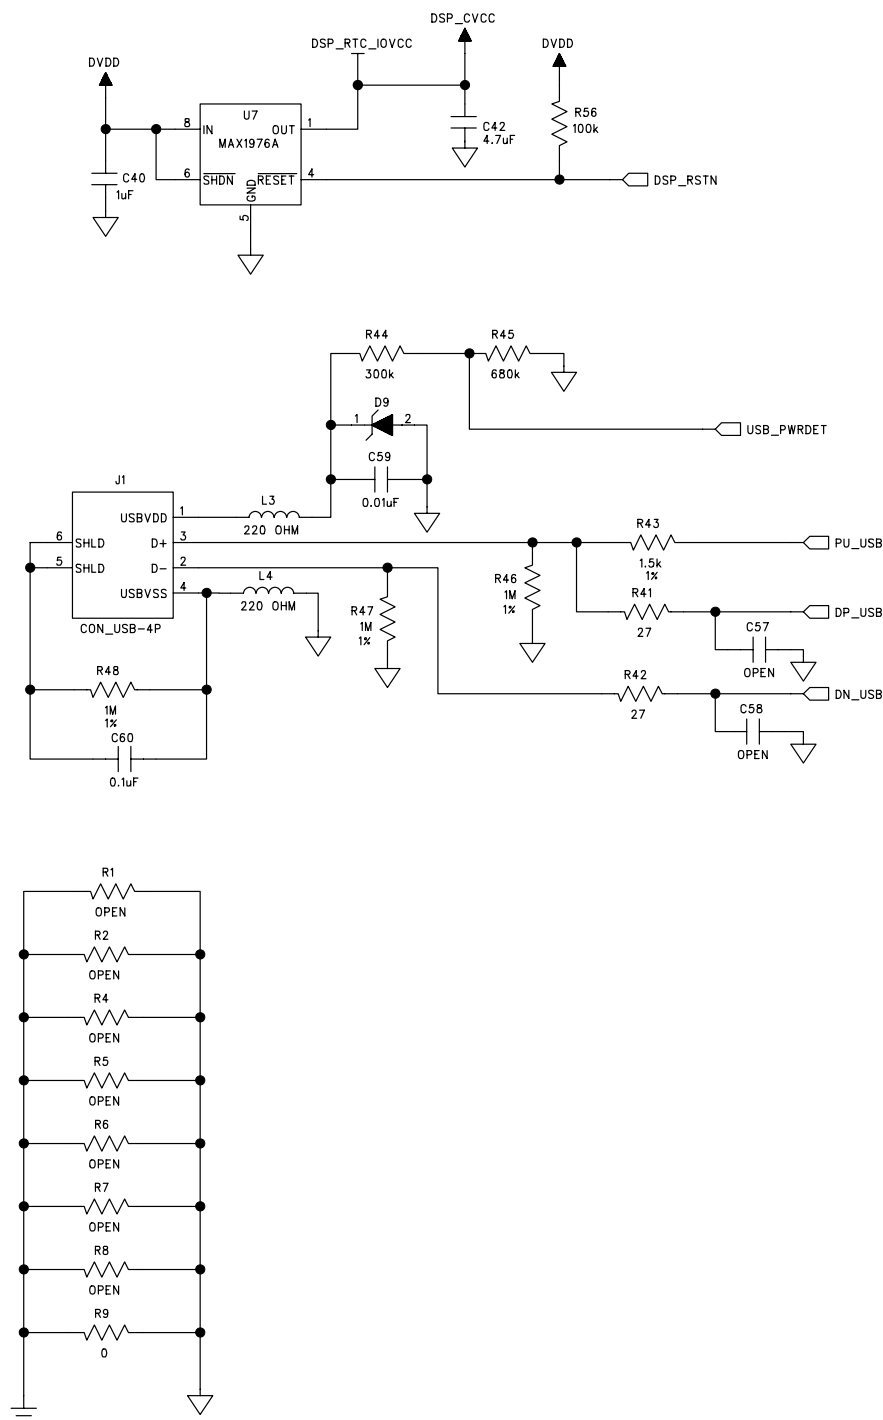 DSP_CVCC
DSP_RTC_IOVCC
DVDD
DVDD
U7
MAX1976A
8 IN
OUT 1
6 SHDN
RESET 4
GND
5
C40
1uF
C42
4.7uF
R56
100k
DSP_RSTN
R44
300k
R45
680k
D9
1 2
USB_PWRDET
C59
0.01uF
J1
USBVDD 1
6 SHLD
D+ 3
5 SHLD
D- 2
USBVSS 4
CON_USB-4P
L3
220 OHM
L4
220 OHM
R43
1.5k
1%
PU_USB
R46
1M
1%
R47
1M
1%
R41
27
DP_USB
C57
OPEN
R48
1M
1%
R42
27
DN_USB
C58
OPEN
C60
0.1uF
R1
OPEN
R2
OPEN
R4
OPEN
R5
OPEN
R6
OPEN
R7
OPEN
R8
OPEN
R9
0